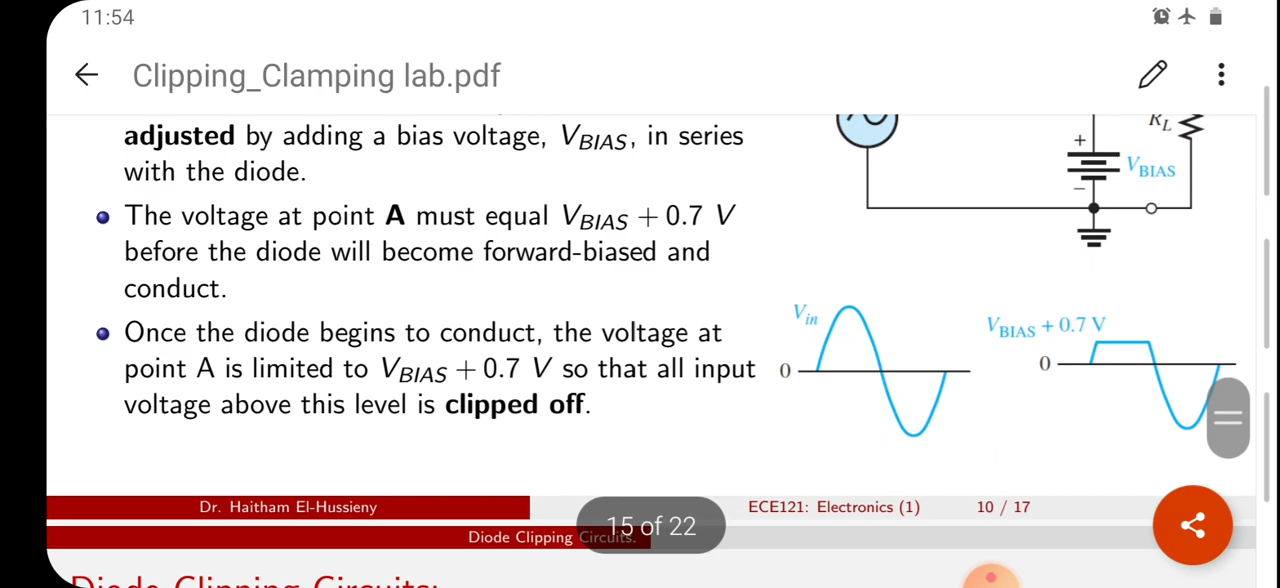 11:54
Clipping_Clamping lab.pdf
adjusted by adding a bias voltage, V_BIAS, in series
with the diode.
The voltage at point A must equal V_BIAS + 0.7 V
before the diode will become forward-biased and
conduct.
Once the diode begins to conduct, the voltage at
point A is limited to V_BIAS + 0.7 V so that all input
voltage above this level is clipped off.
R_L
+
V_BIAS
−
V_in
0
V_BIAS + 0.7 V
0
Dr. Haitham El-Hussieny
ECE121: Electronics (1)
10 / 17
15 of 22
Diode Clipping Circuits.
Diode Clipping Circuits: